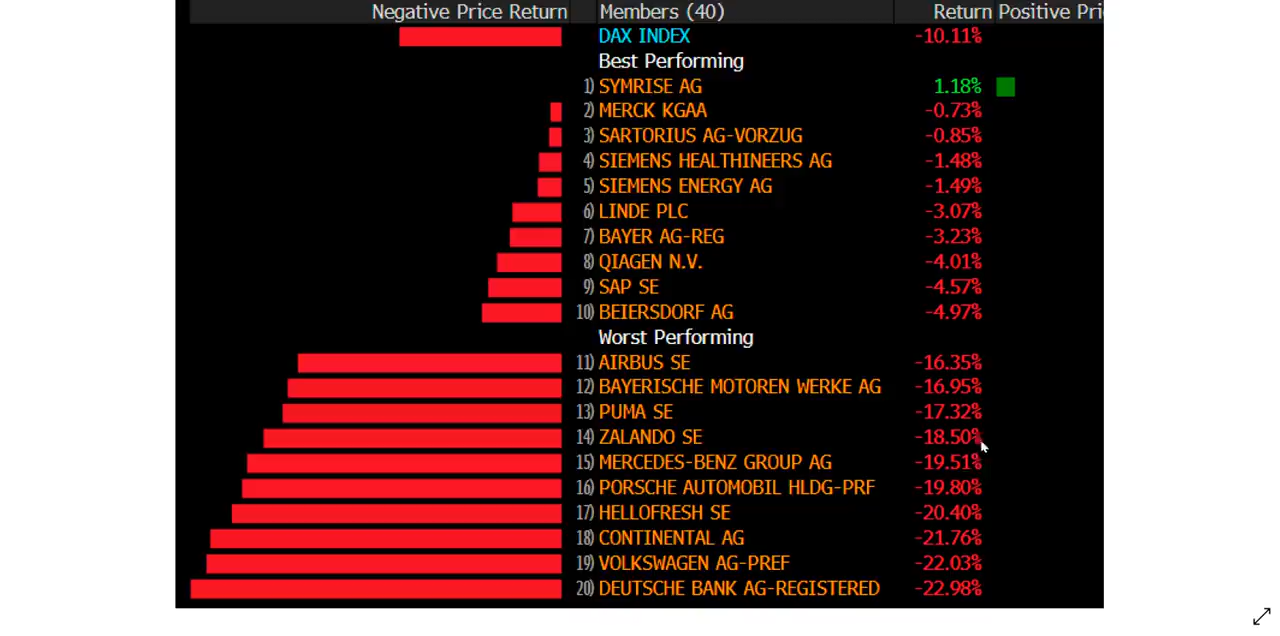 Negative Price Return Members (40) Return Positive Pri
DAX INDEX -10.11%
Best Performing
1) SYMRISE AG 1.18%
2) MERCK KGAA -0.73%
3) SARTORIUS AG-VORZUG -0.85%
4) SIEMENS HEALTHINEERS AG -1.48%
5) SIEMENS ENERGY AG -1.49%
6) LINDE PLC -3.07%
7) BAYER AG-REG -3.23%
8) QIAGEN N.V. -4.01%
9) SAP SE -4.57%
10) BEIERSDORF AG -4.97%
Worst Performing
11) AIRBUS SE -16.35%
12) BAYERISCHE MOTOREN WERKE AG -16.95%
13) PUMA SE -17.32%
14) ZALANDO SE -18.50%
15) MERCEDES-BENZ GROUP AG -19.51%
16) PORSCHE AUTOMOBIL HLDG-PRF -19.80%
17) HELLOFRESH SE -20.40%
18) CONTINENTAL AG -21.76%
19) VOLKSWAGEN AG-PREF -22.03%
20) DEUTSCHE BANK AG-REGISTERED -22.98%